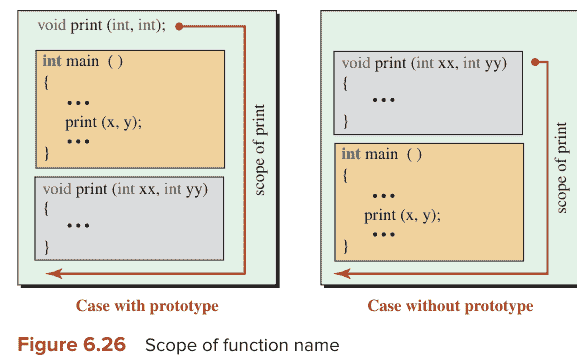 void print (int, int);
int main ( )
{
•••
print (x, y);
•••
}
void print (int xx, int yy)
{
•••
}
scope of print
Case with prototype
void print (int xx, int yy)
{
•••
}
int main ( )
{
•••
print (x, y);
•••
}
scope of print
Case without prototype
Figure 6.26 Scope of function name